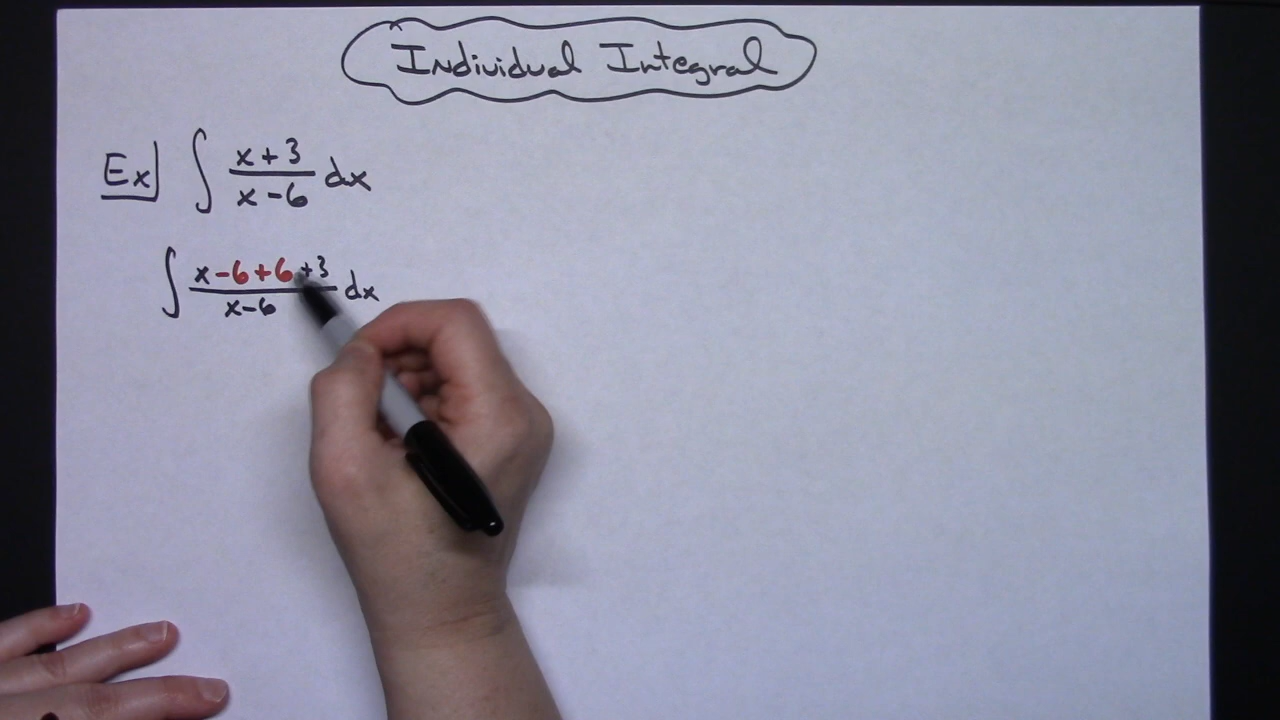 Individual Integral
Ex] ∫ x+3 / x-6 dx
∫ x-6+6+3 / x-6 dx